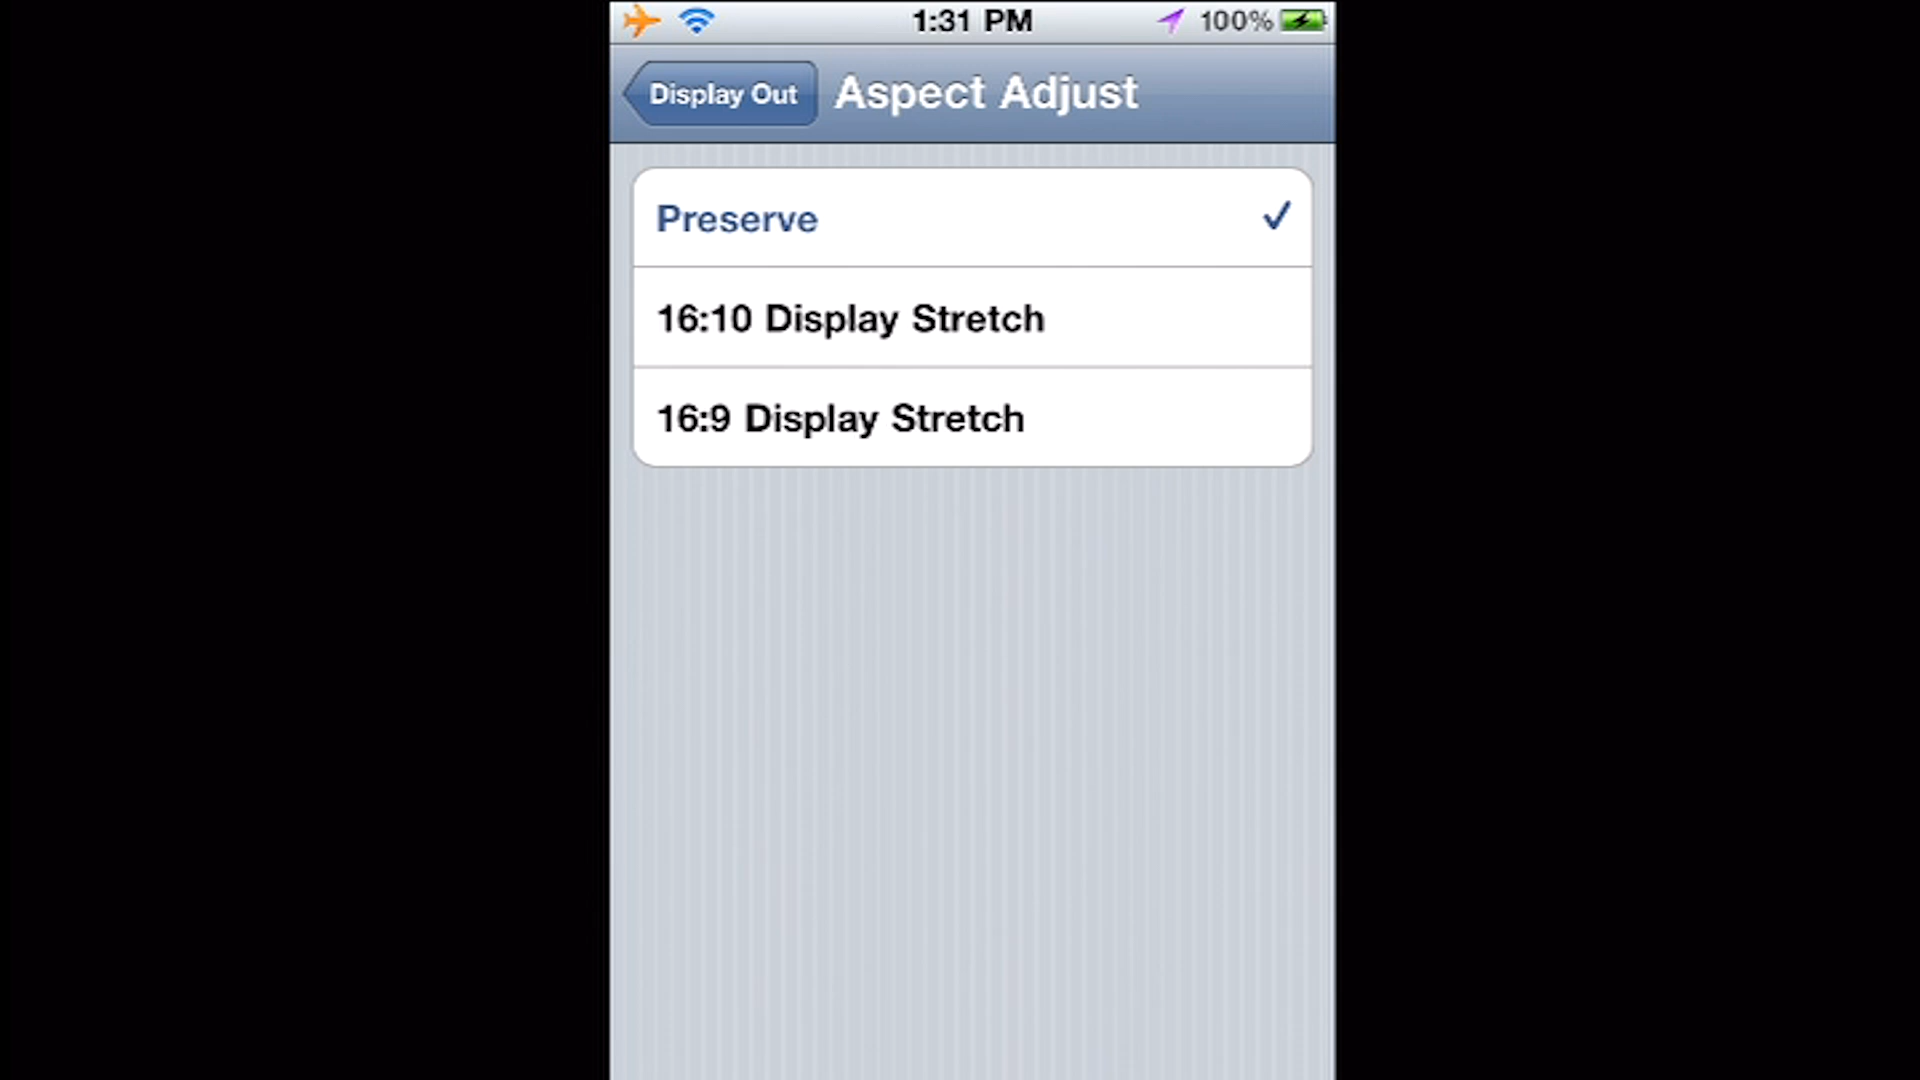 1:31 PM 100%
Display Out Aspect Adjust
Preserve
16:10 Display Stretch
16:9 Display Stretch